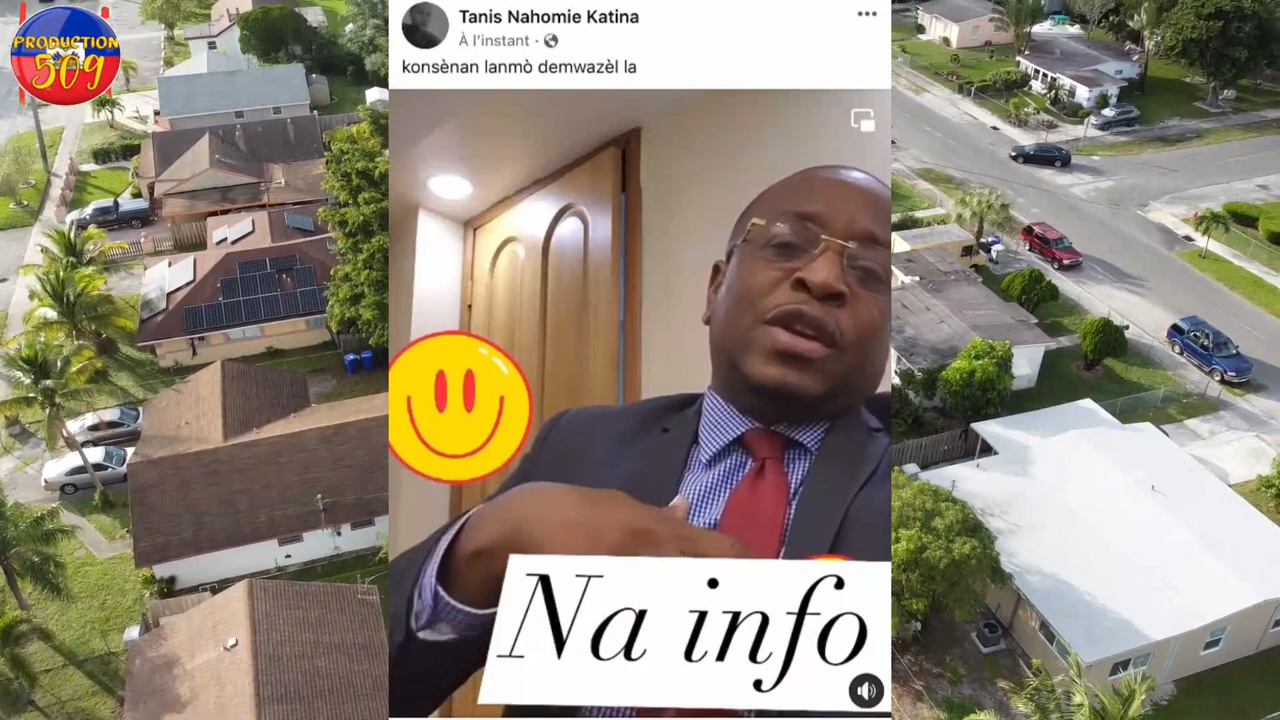 PRODUCTION
509
Tanis Nahomie Katina
À l'instant ·
konsènan lanmò demwazèl la
Na info